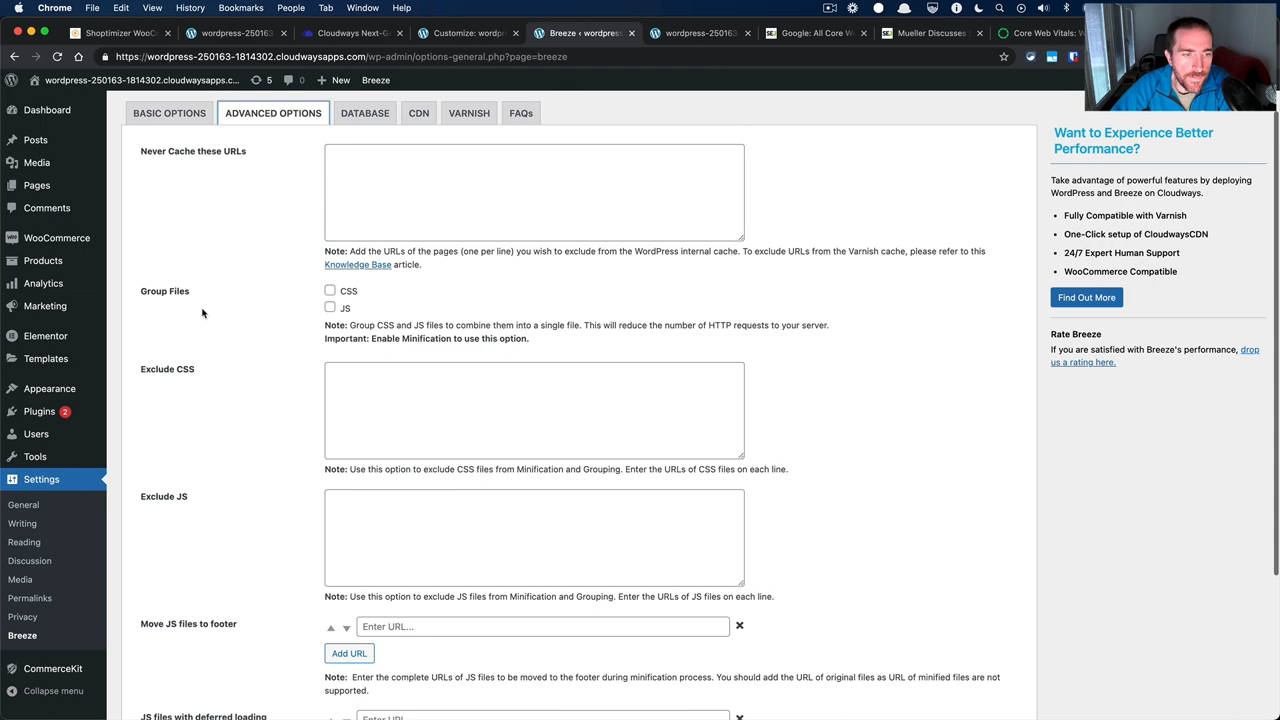 Chrome File Edit View History Bookmarks People Tab Window Help
Shoptimizer WooCo
wordpress-250163
Cloudways Next-Ge
Customize: wordpre
Breeze ‹ wordpress
wordpress-250163
Google: All Core W
Mueller Discusses
Core Web Vitals:
https://wordpress-250163-1814302.cloudwaysapps.com/wp-admin/options-general.php?page=breeze
wordpress-250163-1814302.cloudwaysapps.c...
5
0
New
Breeze
Dashboard
Posts
Media
Pages
Comments
WooCommerce
Products
Analytics
Marketing
Elementor
Templates
Appearance
Plugins 2
Users
Tools
Settings
General
Writing
Reading
Discussion
Media
Permalinks
Privacy
Breeze
CommerceKit
Collapse menu
BASIC OPTIONS
ADVANCED OPTIONS
DATABASE
CDN
VARNISH
FAQs
Never Cache these URLs
Note: Add the URLs of the pages (one per line) you wish to exclude from the WordPress internal cache. To exclude URLs from the Varnish cache, please refer to this
Knowledge Base article.
Group Files
CSS
JS
Note: Group CSS and JS files to combine them into a single file. This will reduce the number of HTTP requests to your server.
Important: Enable Minification to use this option.
Exclude CSS
Note: Use this option to exclude CSS files from Minification and Grouping. Enter the URLs of CSS files on each line.
Exclude JS
Note: Use this option to exclude JS files from Minification and Grouping. Enter the URLs of JS files on each line.
Move JS files to footer
Enter URL...
Add URL
Note: Enter the complete URLs of JS files to be moved to the footer during minification process. You should add the URL of original files as URL of minified files are not
supported.
JS files with deferred loading
Enter URL
Want to Experience Better
Performance?
Take advantage of powerful features by deploying
WordPress and Breeze on Cloudways.
• Fully Compatible with Varnish
• One-Click setup of CloudwaysCDN
• 24/7 Expert Human Support
• WooCommerce Compatible
Find Out More
Rate Breeze
If you are satisfied with Breeze's performance, drop
us a rating here.